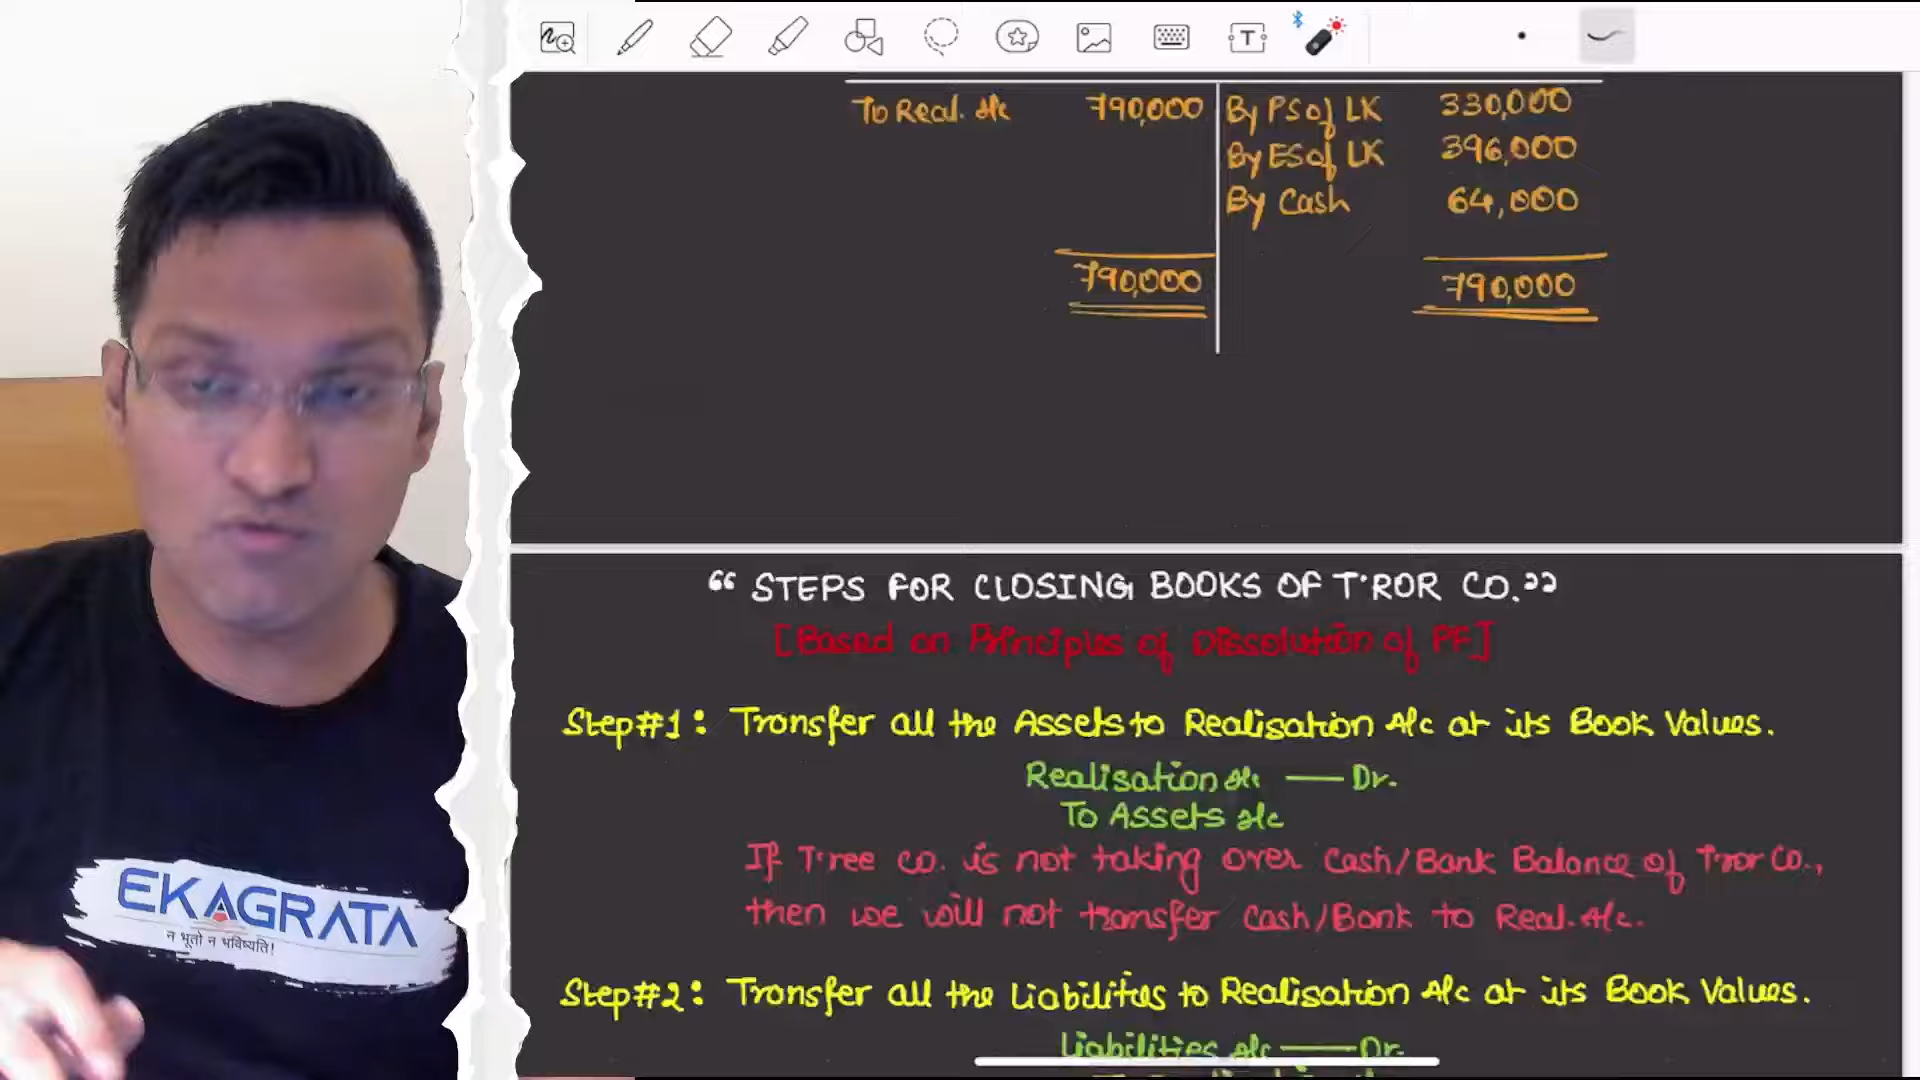 To Real. A/c 790,000 By PS of LK 330,000
By ES of LK 396,000
By Cash 64,000
790,000 790,000
“ STEPS FOR CLOSING BOOKS OF T'ROR CO.”
[Based on Principles of Dissolution of PF]
Step#1: Transfer all the Assets to Realisation A/c at its Book Values.
Realisation A/c —— Dr.
To Assets A/c
If T'ree Co. is not taking over Cash/Bank Balance of T'ror Co.,
then we will not transfer Cash/Bank to Real. A/c.
Step#2: Transfer all the Liabilities to Realisation A/c at its Book Values.
Liabilities A/c —— Dr.
EKAGRATA
न भूतो न भविष्यति!
T